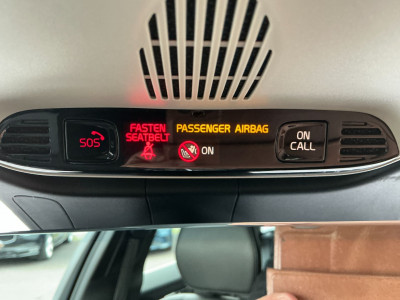 SOS
FASTEN
SEATBELT
PASSENGER AIRBAG
ON
ON
CALL